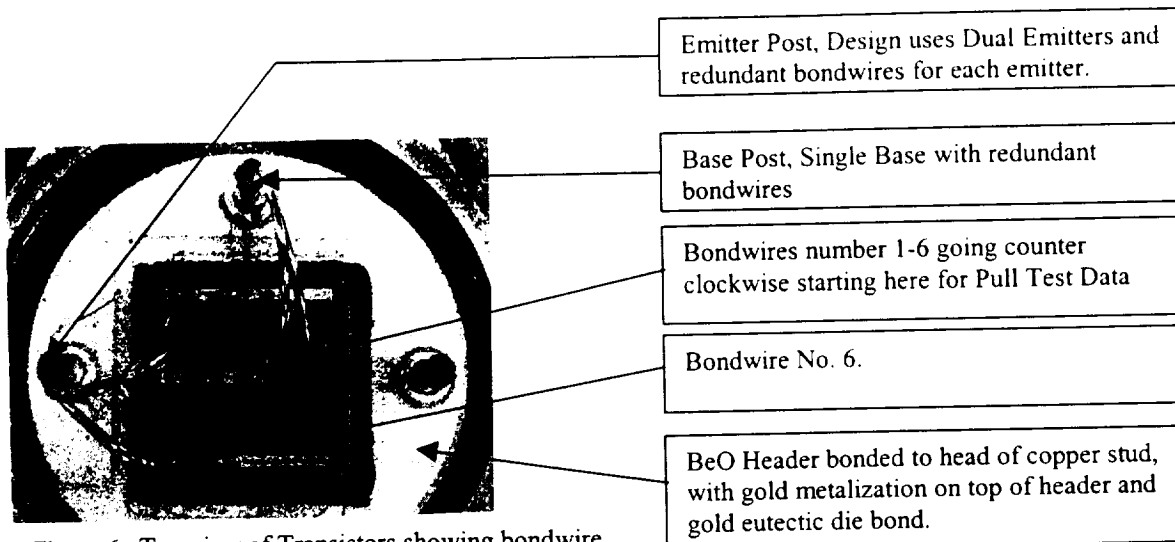 Emitter Post, Design uses Dual Emitters and
redundant bondwires for each emitter.
Base Post, Single Base with redundant
bondwires
Bondwires number 1-6 going counter
clockwise starting here for Pull Test Data
Bondwire No. 6.
BeO Header bonded to head of copper stud,
with gold metalization on top of header and
gold eutectic die bond.
Top view of Transistors showing bondwire